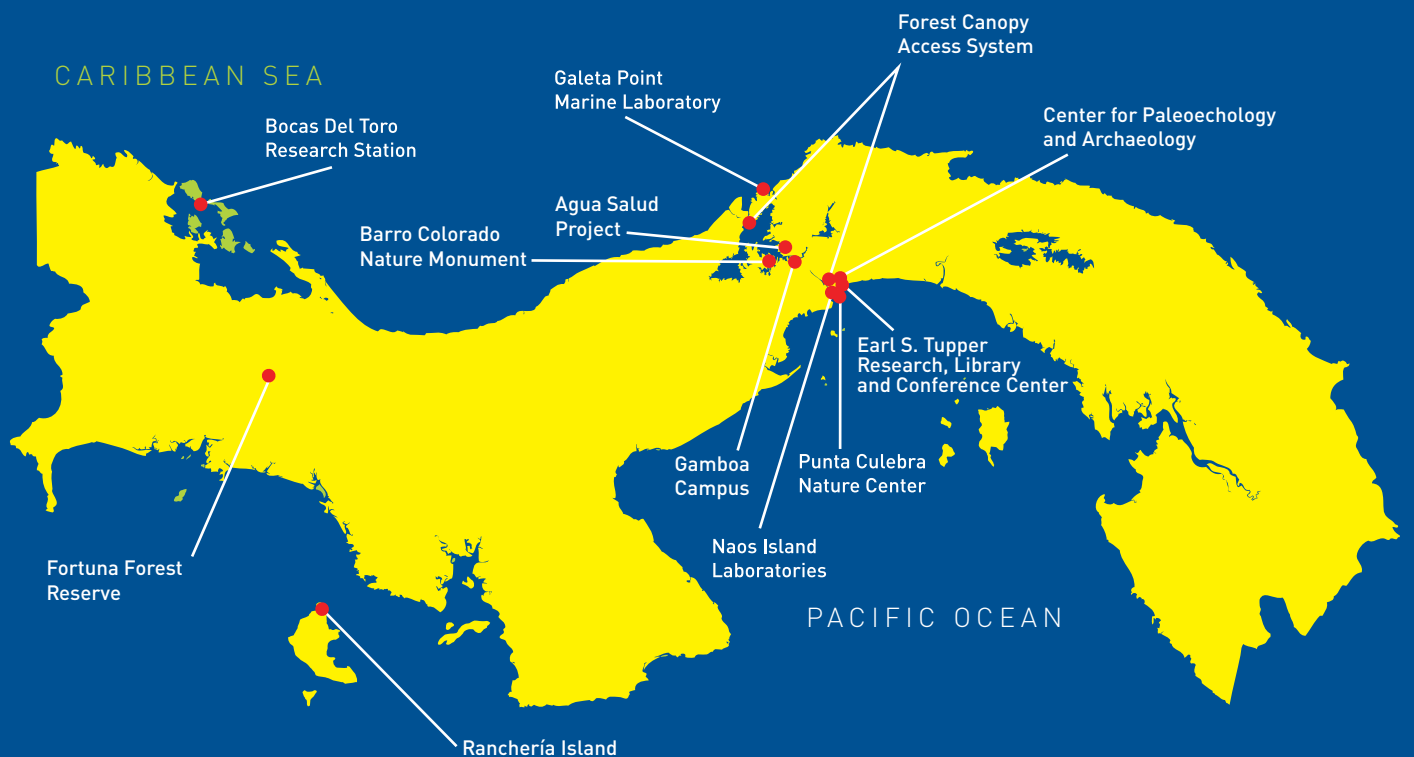 Forest Canopy
Access System
CARIBBEAN SEA
Galeta Point
Marine Laboratory
Center for Paleoechology
and Archaeology
Bocas Del Toro
Research Station
Agua Salud
Project
Barro Colorado
Nature Monument
Earl S. Tupper
Research, Library
and Conference Center
Gamboa
Campus
Punta Culebra
Nature Center
Naos Island
Laboratories
Fortuna Forest
Reserve
PACIFIC OCEAN
Ranchería Island